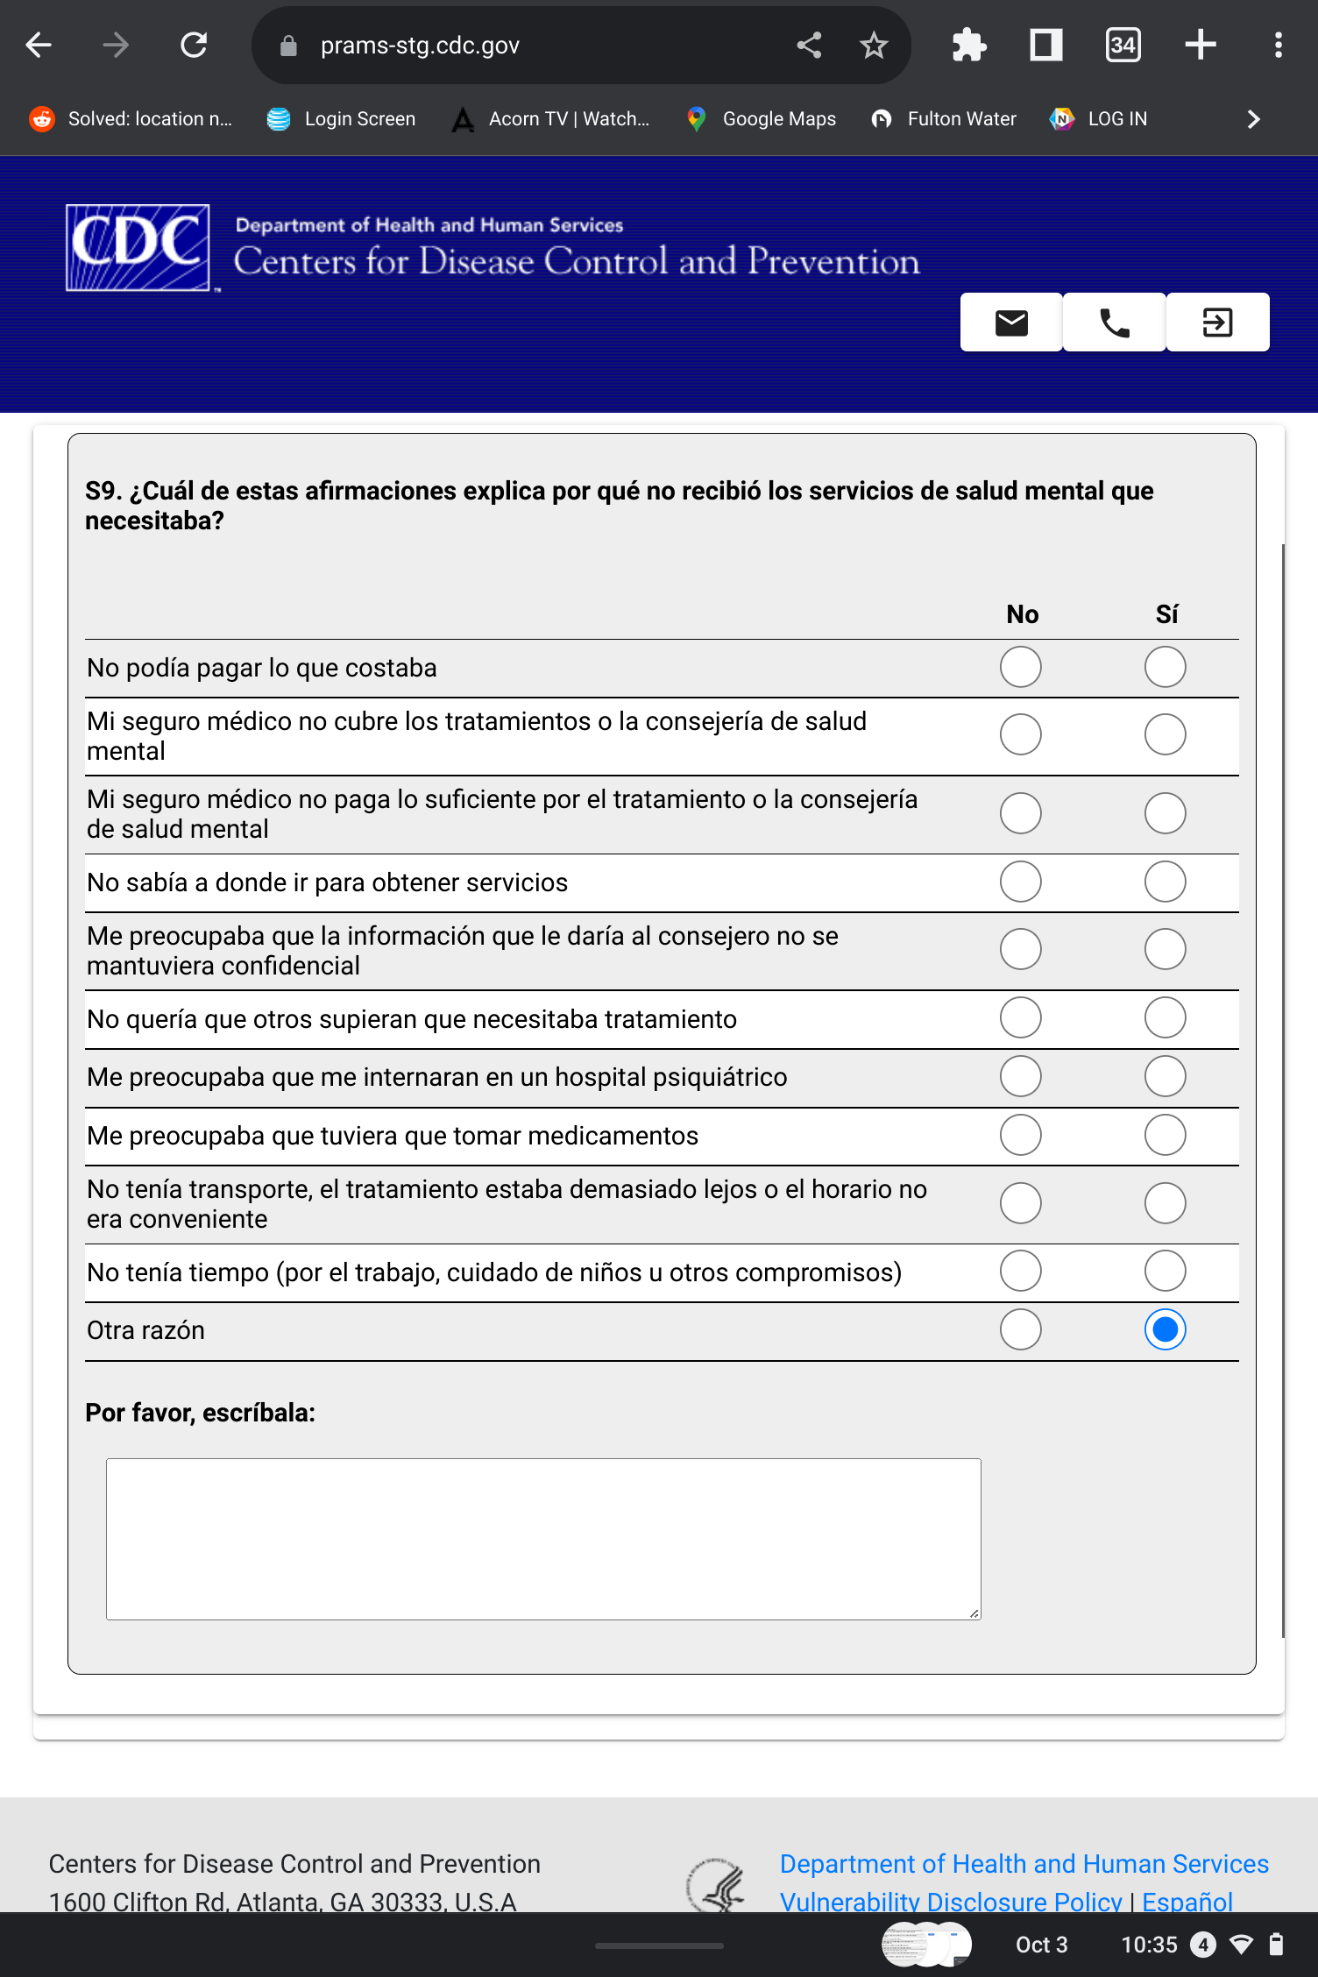 prams-stg.cdc.gov
34
Solved: location n...
Login Screen
Acorn TV | Watch...
Google Maps
Fulton Water
LOG IN
CDC
Department of Health and Human Services
Centers for Disease Control and Prevention
S9. ¿Cuál de estas afirmaciones explica por qué no recibió los servicios de salud mental que
necesitaba?
No Sí
No podía pagar lo que costaba
Mi seguro médico no cubre los tratamientos o la consejería de salud
mental
Mi seguro médico no paga lo suficiente por el tratamiento o la consejería
de salud mental
No sabía a donde ir para obtener servicios
Me preocupaba que la información que le daría al consejero no se
mantuviera confidencial
No quería que otros supieran que necesitaba tratamiento
Me preocupaba que me internaran en un hospital psiquiátrico
Me preocupaba que tuviera que tomar medicamentos
No tenía transporte, el tratamiento estaba demasiado lejos o el horario no
era conveniente
No tenía tiempo (por el trabajo, cuidado de niños u otros compromisos)
Otra razón
Por favor, escríbala:
Centers for Disease Control and Prevention
1600 Clifton Rd, Atlanta, GA 30333, U.S.A
Department of Health and Human Services
Vulnerability Disclosure Policy | Español
Oct 3 10:35 4